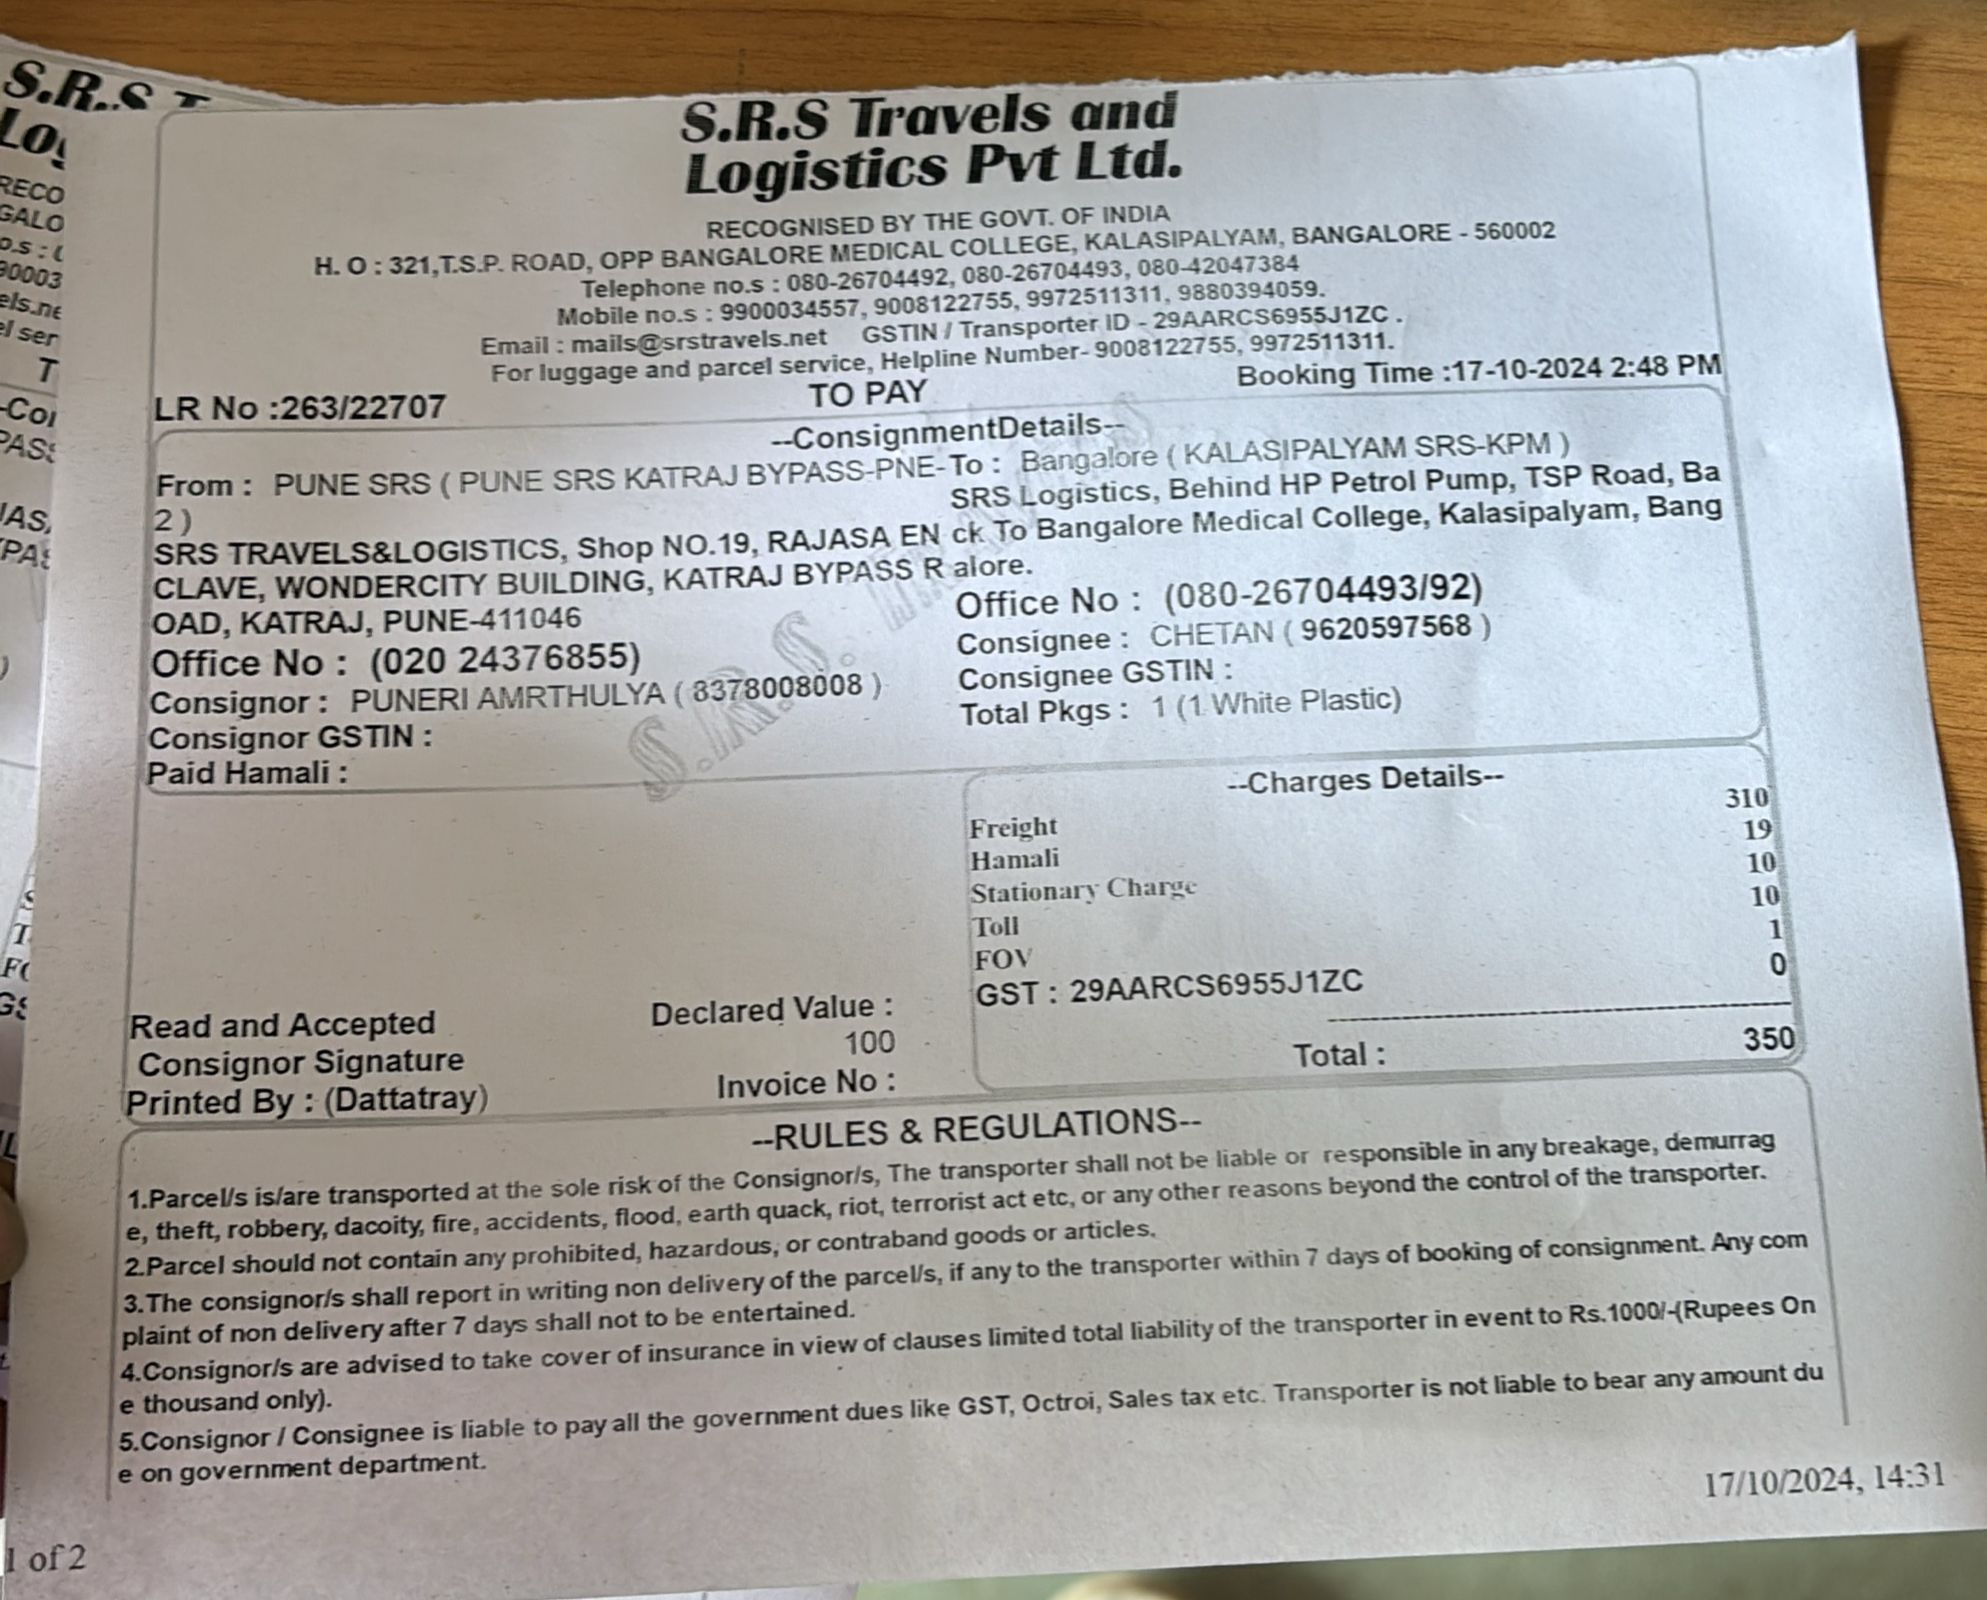 S.R.S Travels and
Logistics Pvt Ltd.
RECOGNISED BY THE GOVT. OF INDIA
H. O : 321,T.S.P. ROAD, OPP BANGALORE MEDICAL COLLEGE, KALASIPALYAM, BANGALORE - 560002
Telephone no.s : 080-26704492, 080-26704493, 080-42047384
Mobile no.s : 9900034557, 9008122755, 9972511311, 9880394059.
Email : mails@srstravels.net GSTIN / Transporter ID - 29AARCS6955J1ZC .
For luggage and parcel service, Helpline Number- 9008122755, 9972511311.
LR No :263/22707 TO PAY Booking Time :17-10-2024 2:48 PM
--ConsignmentDetails--
From : PUNE SRS ( PUNE SRS KATRAJ BYPASS-PNE-
2 )
SRS TRAVELS&LOGISTICS, Shop NO.19, RAJASA EN
CLAVE, WONDERCITY BUILDING, KATRAJ BYPASS R
OAD, KATRAJ, PUNE-411046
Office No : (020 24376855)
Consignor : PUNERI AMRTHULYA ( 8378008008 )
Consignor GSTIN :
Paid Hamali :
To : Bangalore ( KALASIPALYAM SRS-KPM )
SRS Logistics, Behind HP Petrol Pump, TSP Road, Ba
ck To Bangalore Medical College, Kalasipalyam, Bang
alore.
Office No : (080-26704493/92)
Consignee : CHETAN ( 9620597568 )
Consignee GSTIN :
Total Pkgs : 1 (1 White Plastic)
S.R.S.
--Charges Details--
Freight 310
Hamali 19
Stationary Charge 10
Toll 10
FOV 1
GST : 29AARCS6955J1ZC 0
Total : 350
Read and Accepted
Consignor Signature
Printed By : (Dattatray)
Declared Value :
100
Invoice No :
--RULES & REGULATIONS--
1.Parcel/s is/are transported at the sole risk of the Consignor/s, The transporter shall not be liable or responsible in any breakage, demurrag
e, theft, robbery, dacoity, fire, accidents, flood, earth quack, riot, terrorist act etc, or any other reasons beyond the control of the transporter.
2.Parcel should not contain any prohibited, hazardous, or contraband goods or articles.
3.The consignor/s shall report in writing non delivery of the parcel/s, if any to the transporter within 7 days of booking of consignment. Any com
plaint of non delivery after 7 days shall not to be entertained.
4.Consignor/s are advised to take cover of insurance in view of clauses limited total liability of the transporter in event to Rs.1000/-(Rupees On
e thousand only).
5.Consignor / Consignee is liable to pay all the government dues like GST, Octroi, Sales tax etc. Transporter is not liable to bear any amount du
e on government department.
17/10/2024, 14:31
1 of 2